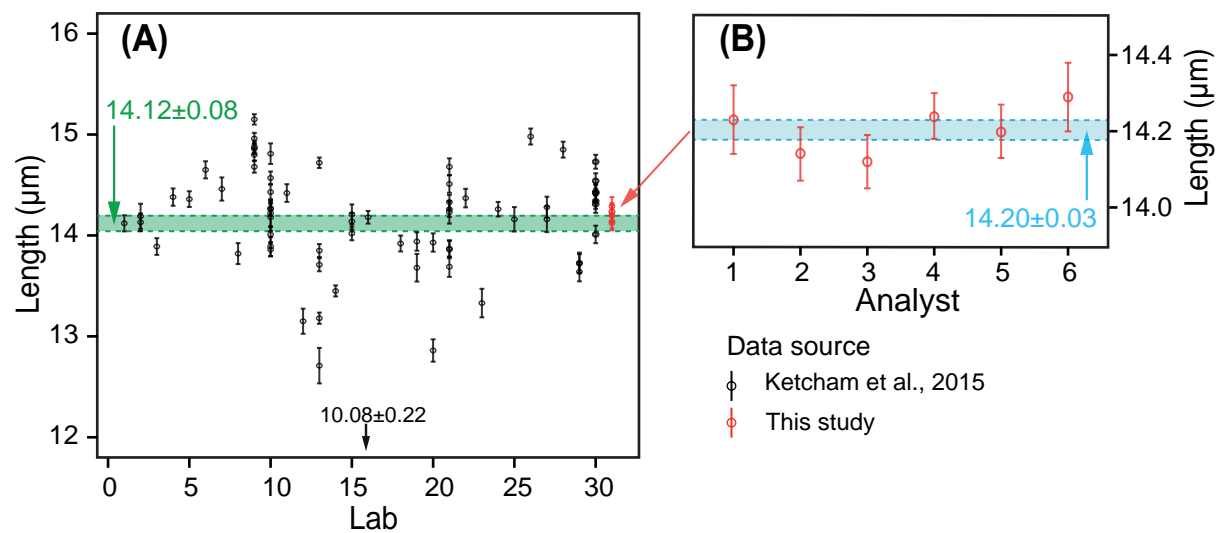 (A)
14.12±0.08
10.08±0.22
16
15
14
13
12
Length (µm)
0 5 10 15 20 25 30
Lab
(B)
14.4
14.2
14.0
Length (µm)
14.20±0.03
1 2 3 4 5 6
Analyst
Data source
Ketcham et al., 2015
This study